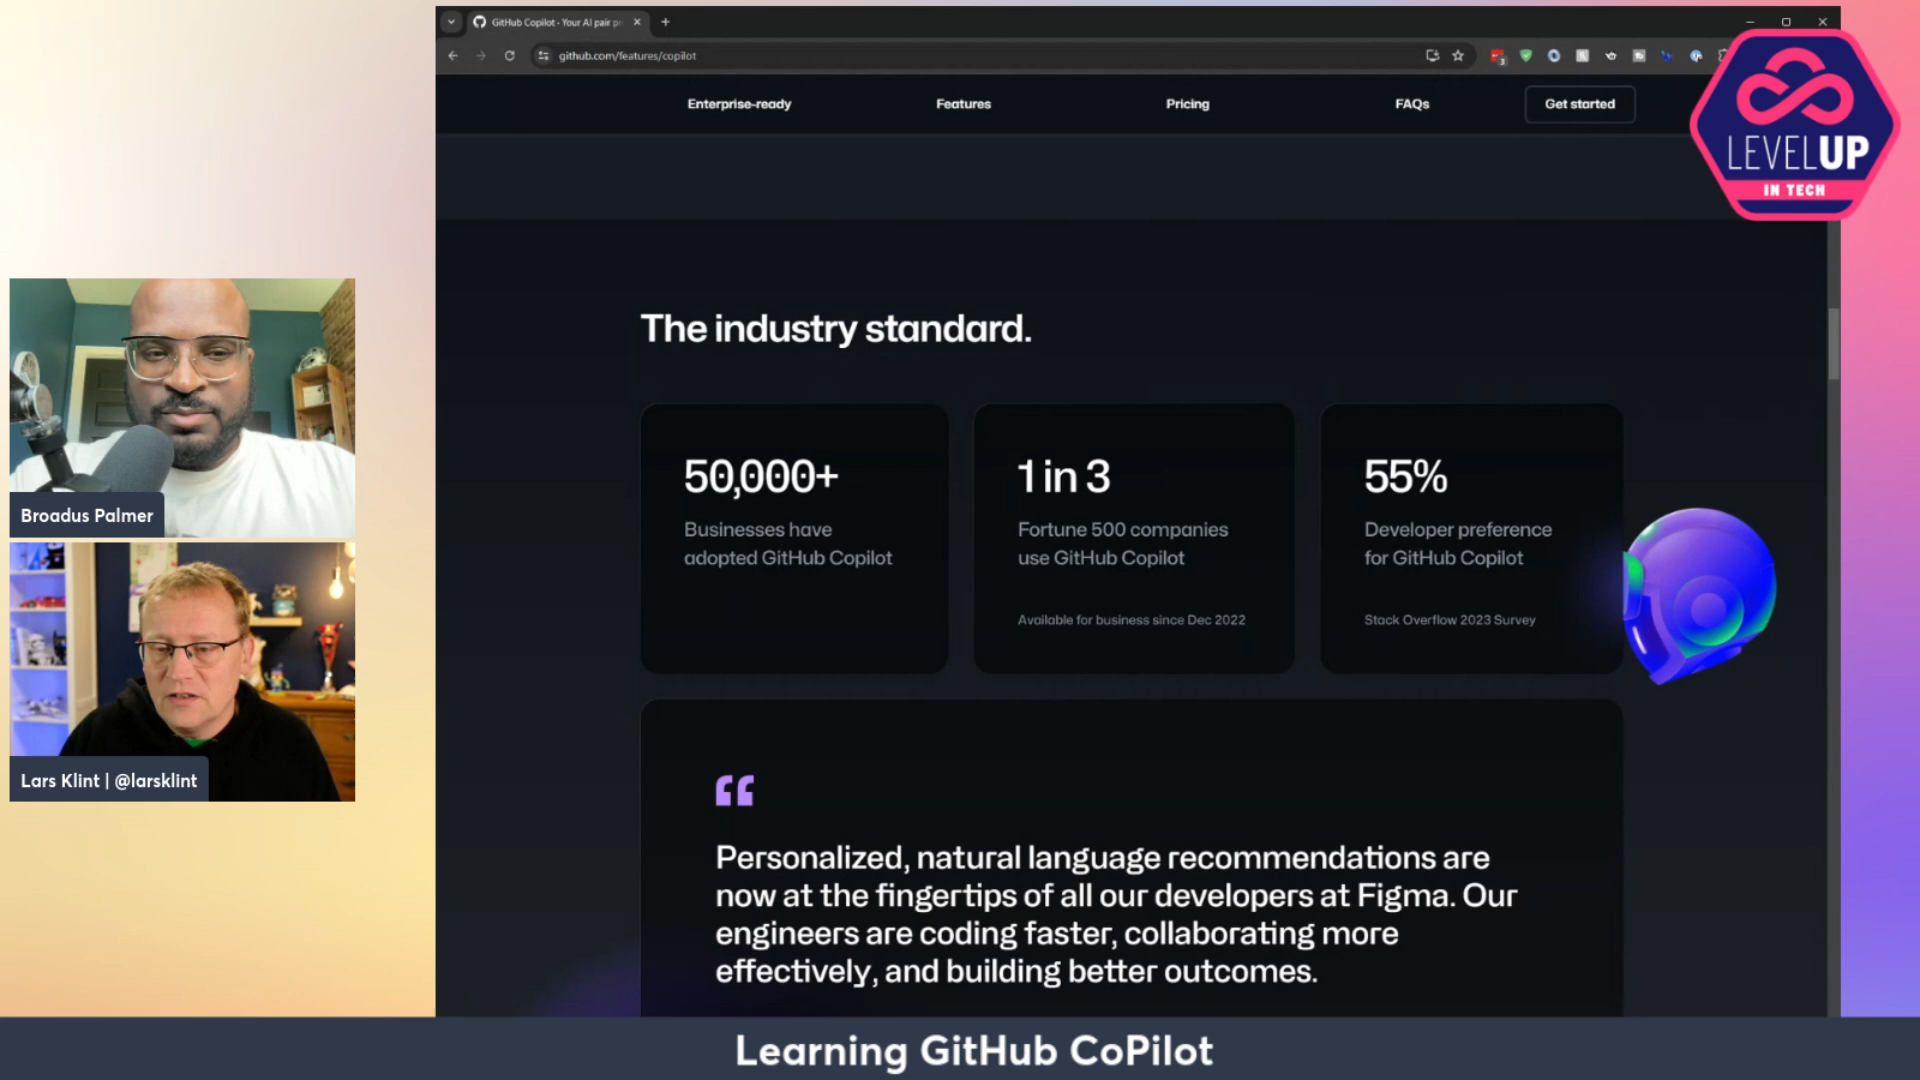 GitHub Copilot - Your AI pair pr
github.com/features/copilot
3
Enterprise-ready
Features
Pricing
FAQs
Get started
LEVELUP
IN TECH
The industry standard.
50,000+
Businesses have
adopted GitHub Copilot
1 in 3
Fortune 500 companies
use GitHub Copilot
Available for business since Dec 2022
55%
Developer preference
for GitHub Copilot
Stack Overflow 2023 Survey
Broadus Palmer
Lars Klint | @larsklint
“
Personalized, natural language recommendations are
now at the fingertips of all our developers at Figma. Our
engineers are coding faster, collaborating more
effectively, and building better outcomes.
Learning GitHub CoPilot